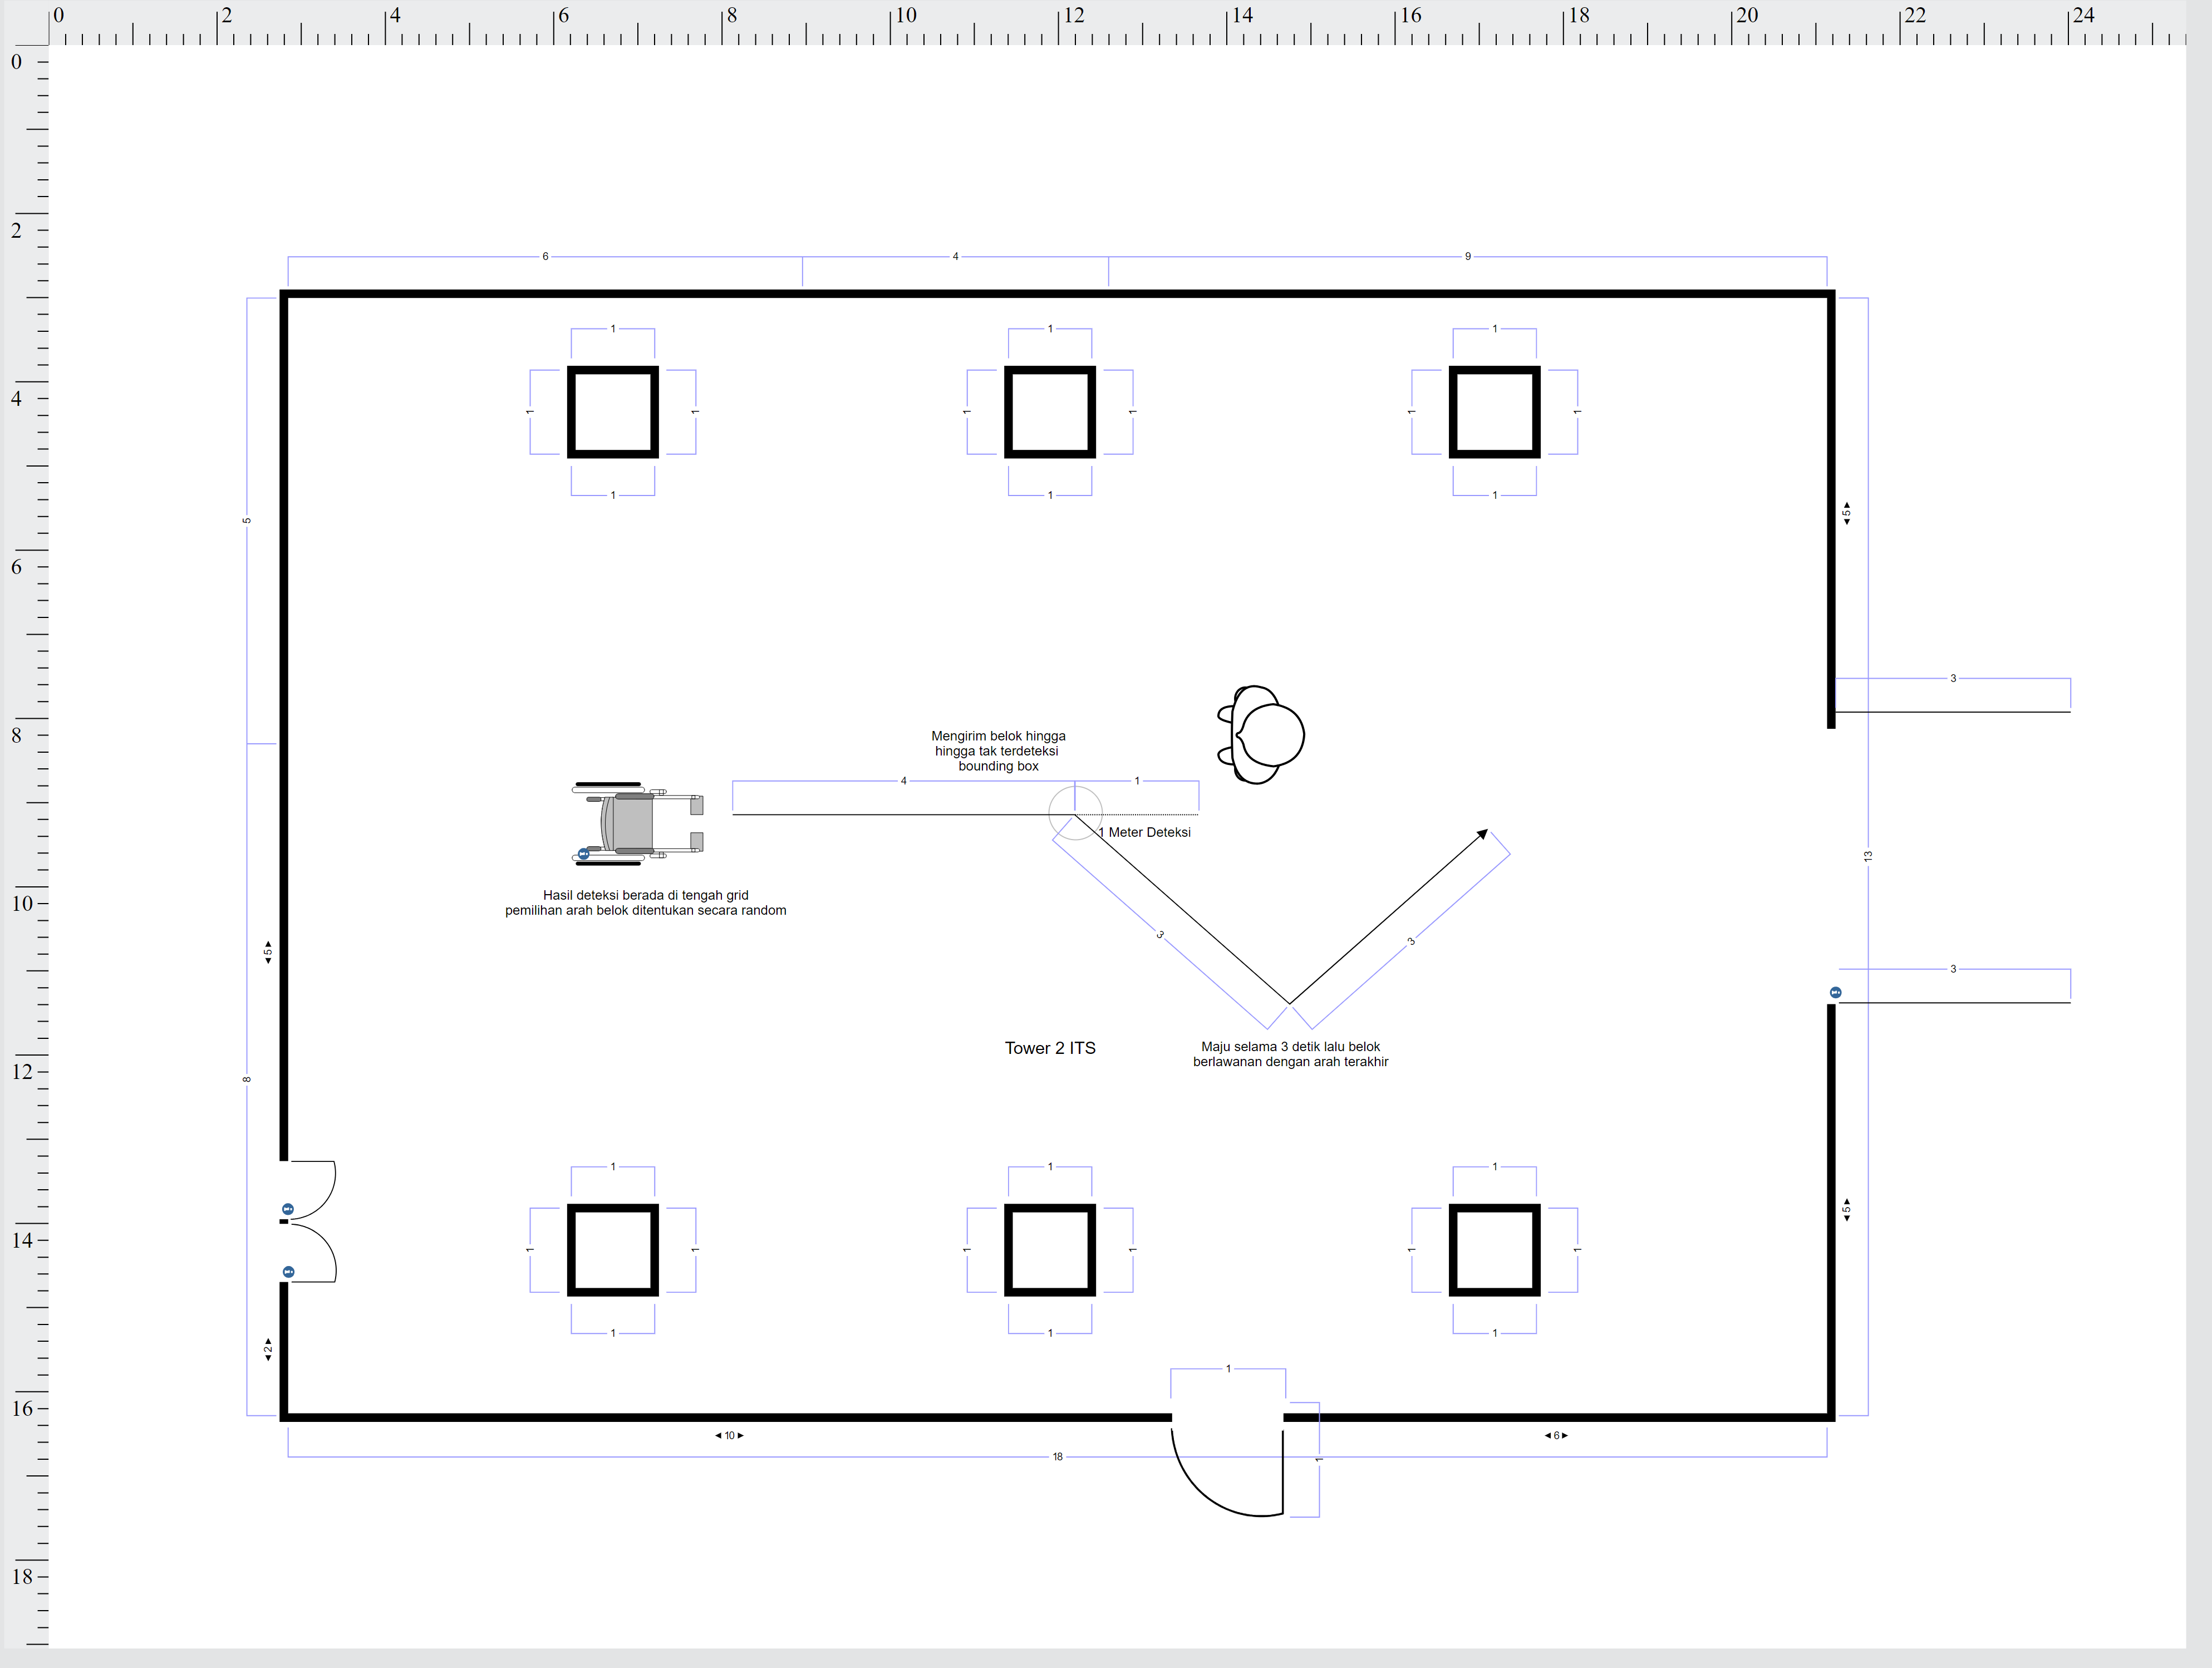 0 2 4 6 8 10 12 14 16 18 20 22 24
0
2
4
6
8
10
12
14
16
18
6 4 9
1 1 1
1 1 1 1 1 1
1 1 1
5
5
3
Mengirim belok hingga
hingga tak terdeteksi
bounding box
4 1
1 Meter Deteksi
13
Hasil deteksi berada di tengah grid
pemilihan arah belok ditentukan secara random
3 3
5
3
Tower 2 ITS
Maju selama 3 detik lalu belok
berlawanan dengan arah terakhir
8
1 1 1
5
1 1 1 1 1 1
1 1 1
2
1
10 6
18
1